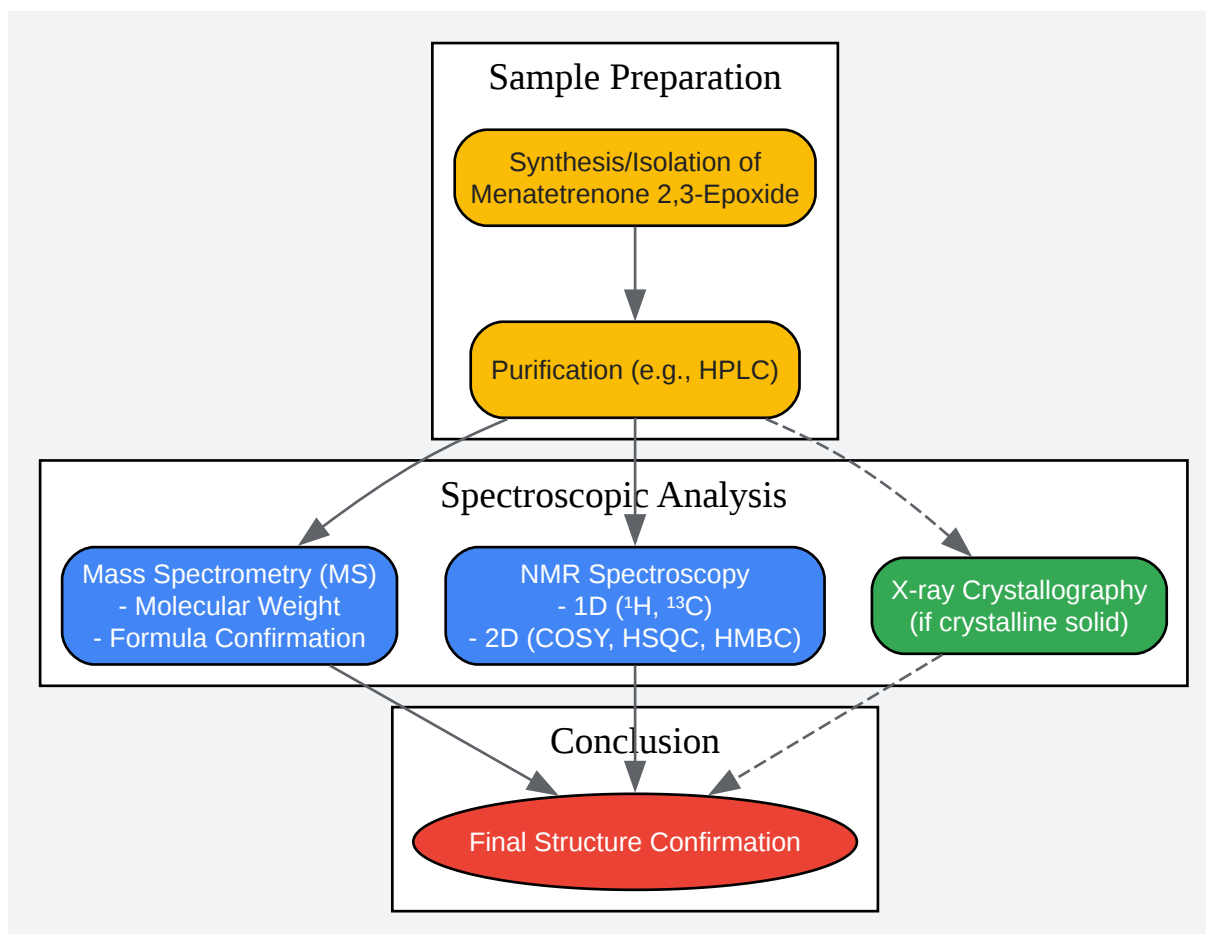 Sample Preparation
Synthesis/Isolation of
Menatetrenone 2,3-Epoxide
Purification (e.g., HPLC)
Spectroscopic Analysis
Mass Spectrometry (MS)
- Molecular Weight
- Formula Confirmation
NMR Spectroscopy
- 1D (¹H, ¹³C)
- 2D (COSY, HSQC, HMBC)
X-ray Crystallography
(if crystalline solid)
Conclusion
Final Structure Confirmation